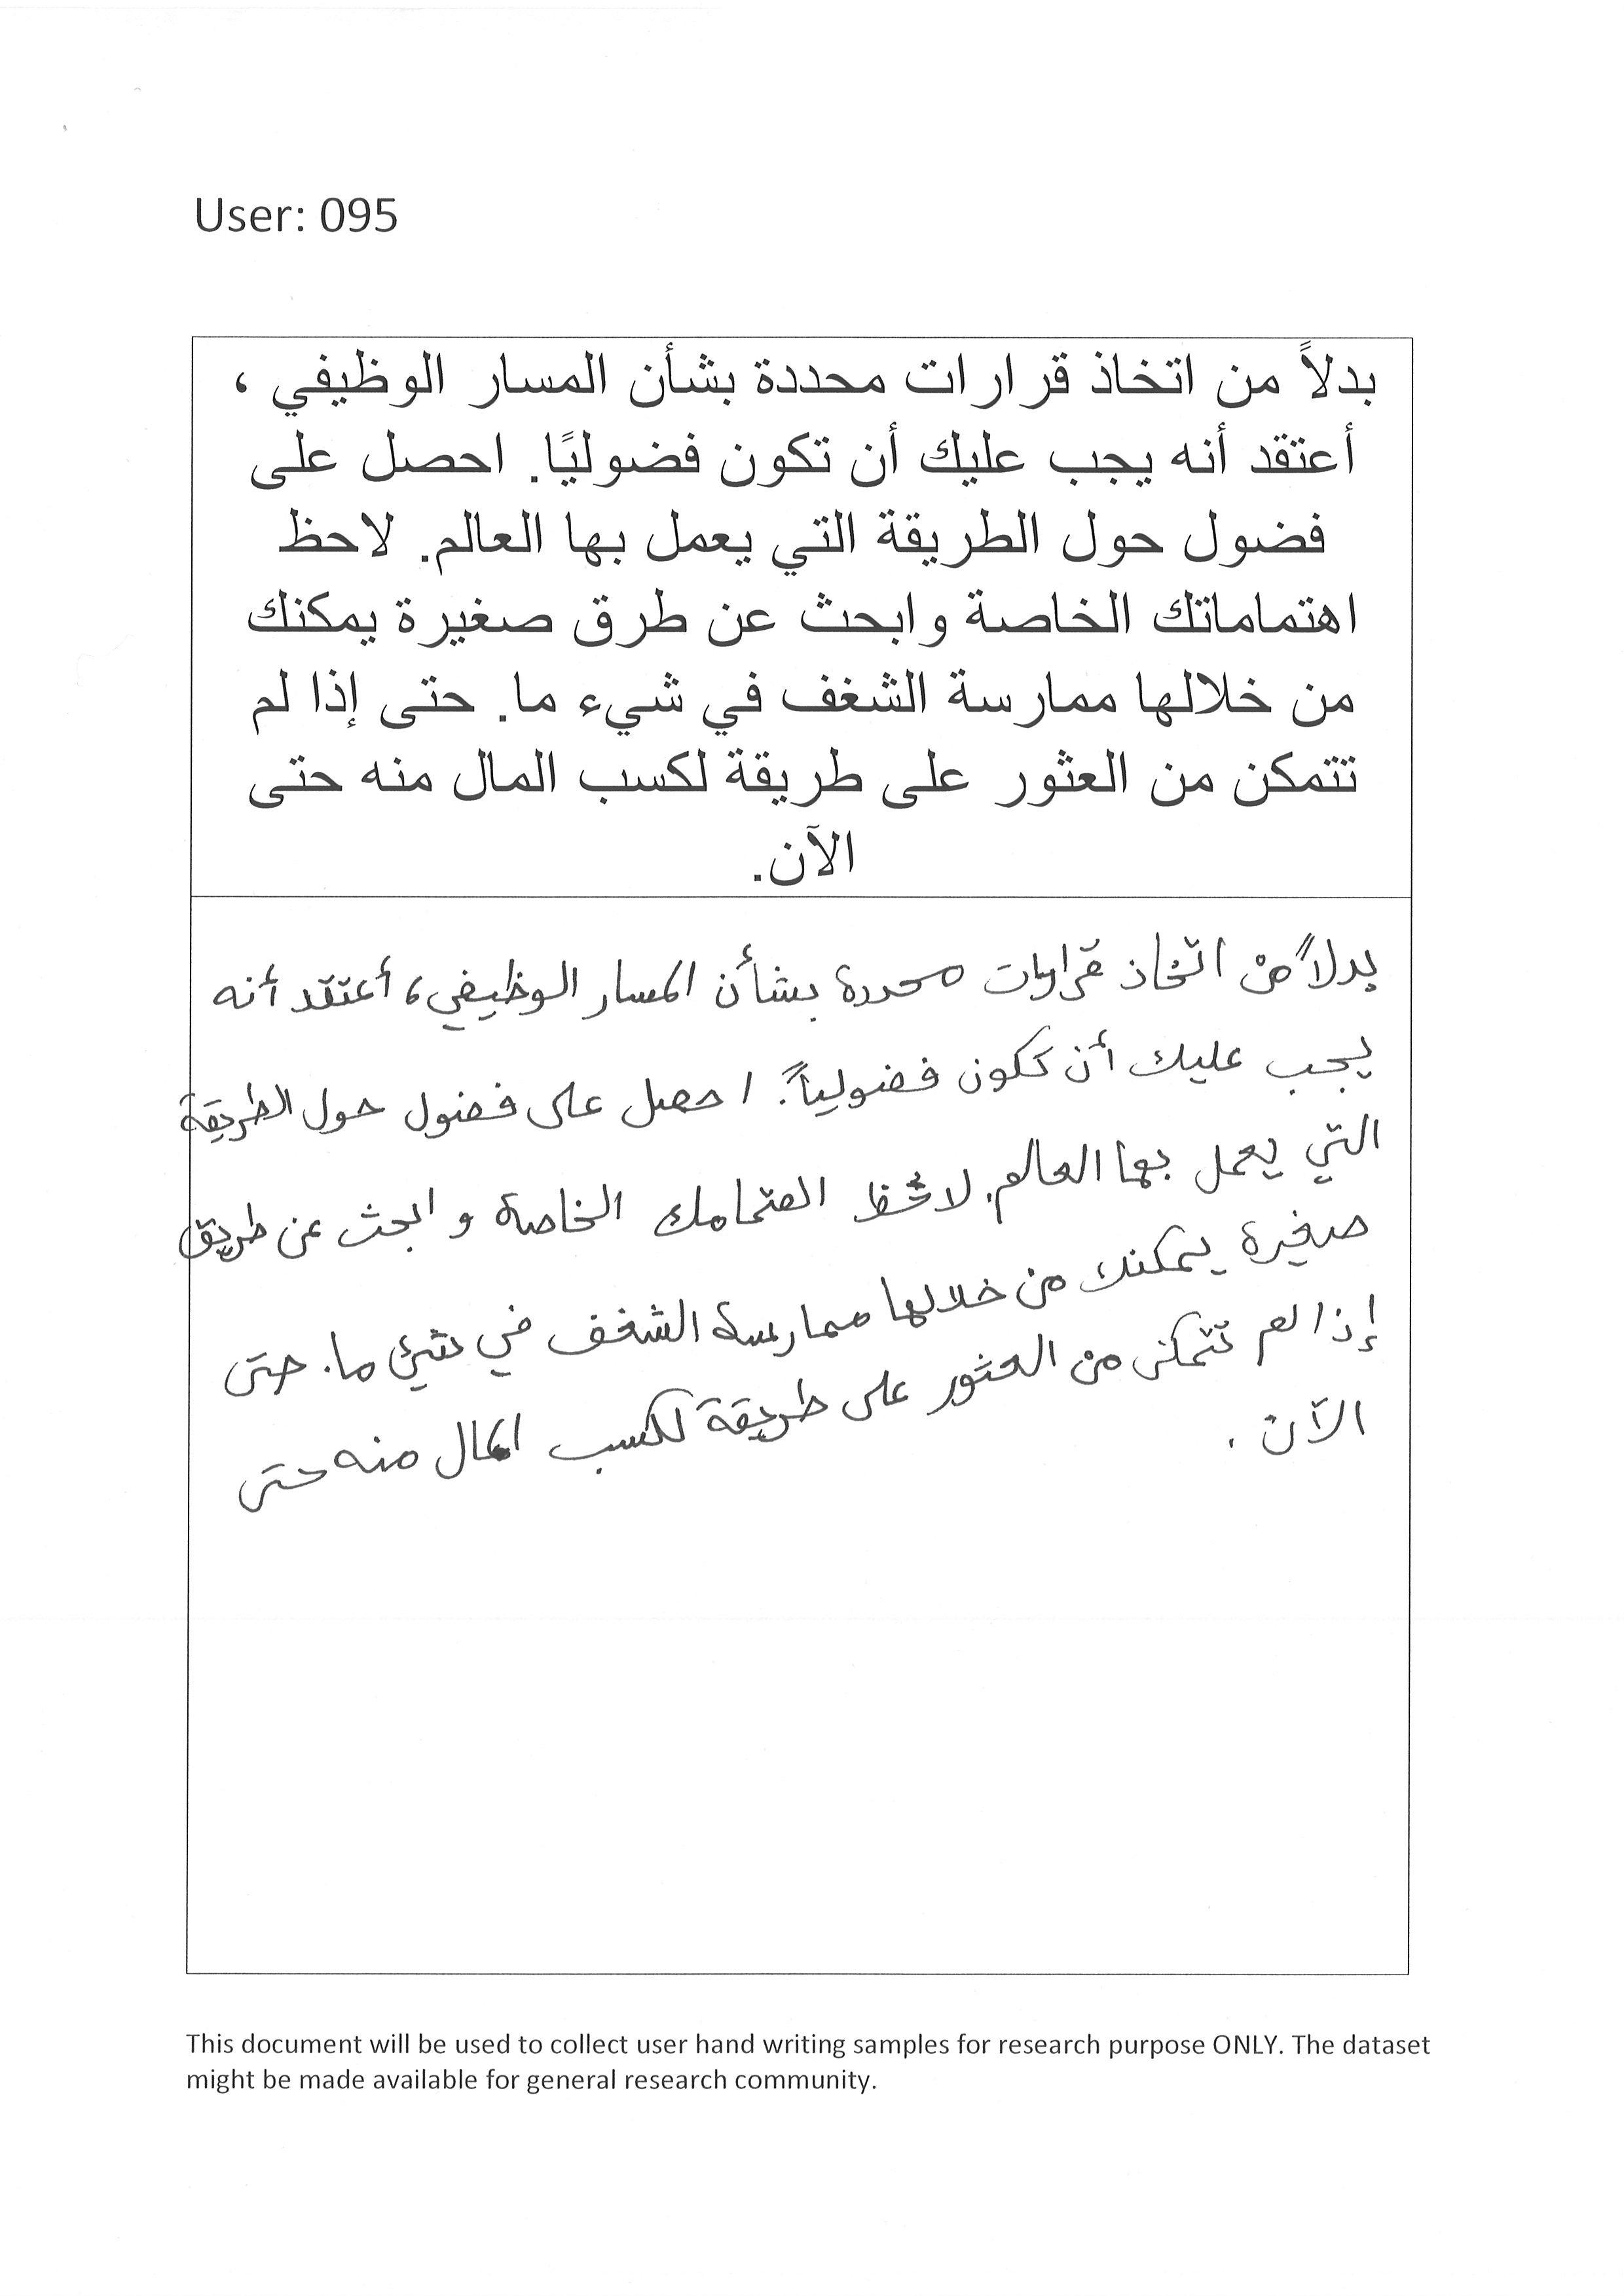 User: 095
بدلاً من اتخاذ قرارات محددة بشأن المسار الوظيفي ،
أعتقد أنه يجب عليك أن تكون فضوليًا. احصل على
فضول حول الطريقة التي يعمل بها العالم. لاحظ
اهتماماتك الخاصة وابحث عن طرق صغيرة يمكنك
من خلالها ممارسة الشغف في شيء ما. حتى إذا لم
تتمكن من العثور على طريقة لكسب المال منه حتى
الآن.
بدلاً من اتخاذ قرارات محددة بشأن المسار الوظيفي، أعتقد أنه
يجب عليك أن تكون فضولياً. احصل على فضول حول الطريقة
التي يعمل بها العالم. لاحظ اهتمامك الخاصة و ابحث عن طريق
صغيرة يمكنك من خلالها ممارسة الشغف في شيئ ما. حتى
إذا لم تتمكن من العثور على طريقة لكسب المال منه حتى
الآن.
This document will be used to collect user hand writing samples for research purpose ONLY. The dataset
might be made available for general research community.